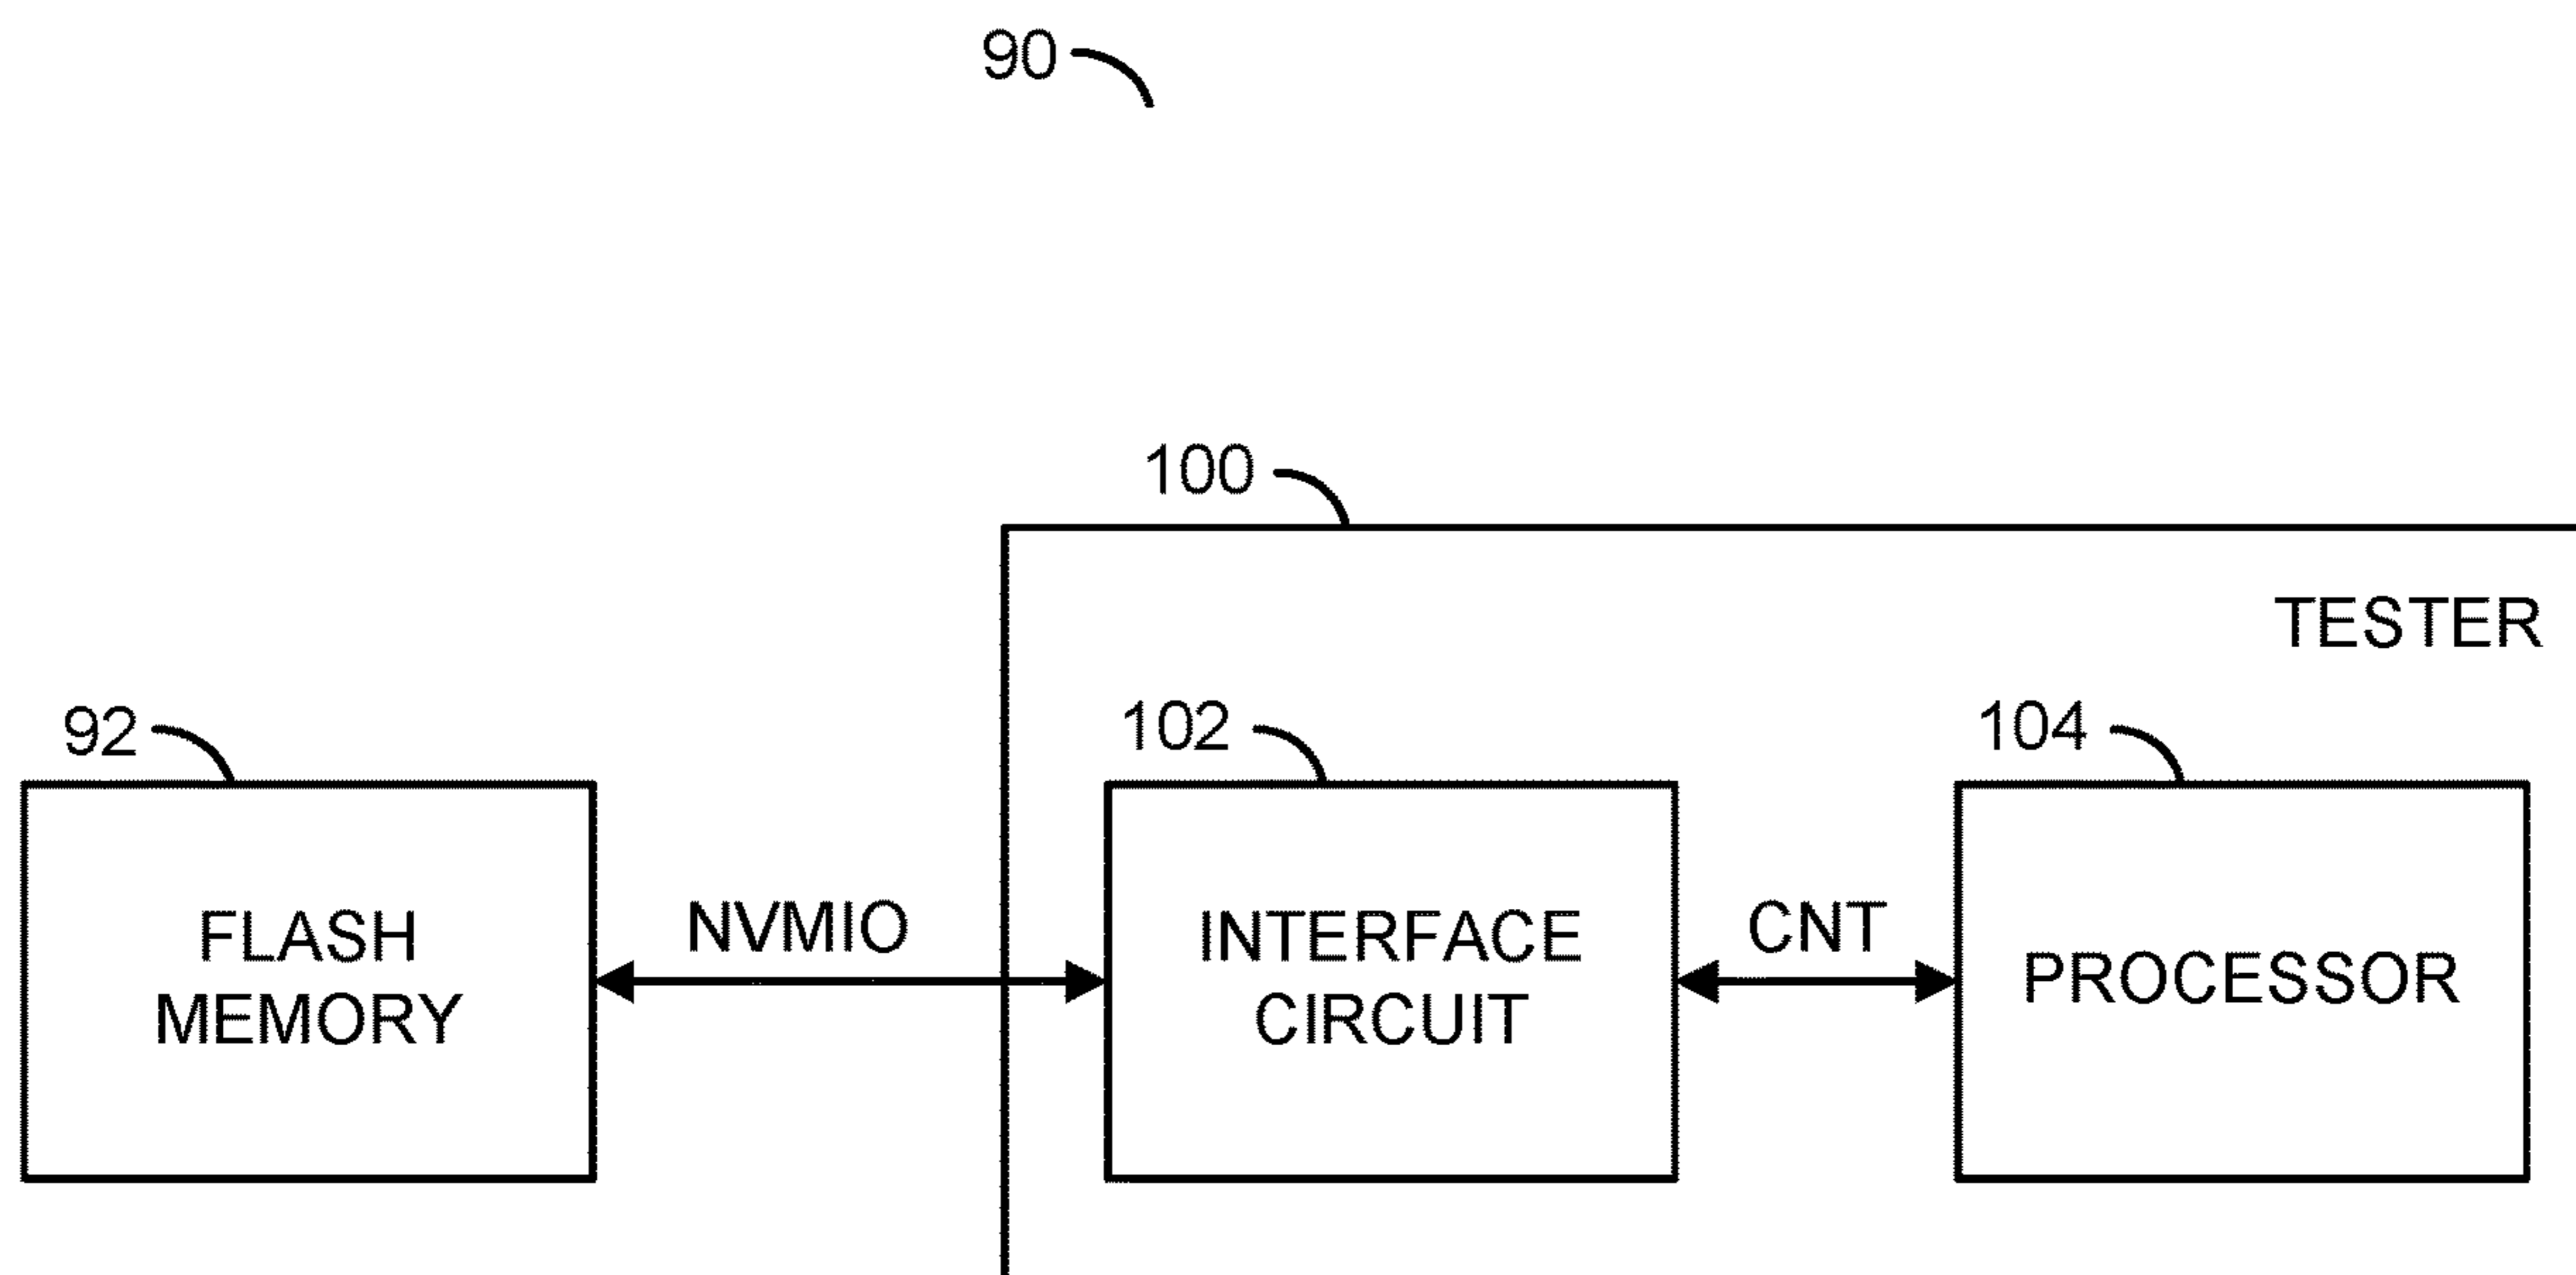 90
100
TESTER
92
102
104
FLASH
MEMORY
NVMIO
INTERFACE
CIRCUIT
CNT
PROCESSOR